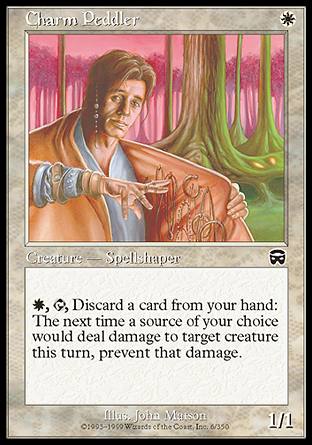 Charm Peddler
Creature — Spellshaper
, , Discard a card from your hand:
The next time a source of your choice
would deal damage to target creature
this turn, prevent that damage.
Illus. John Matson
©1993–1999 Wizards of the Coast, Inc. 6/350
1/1